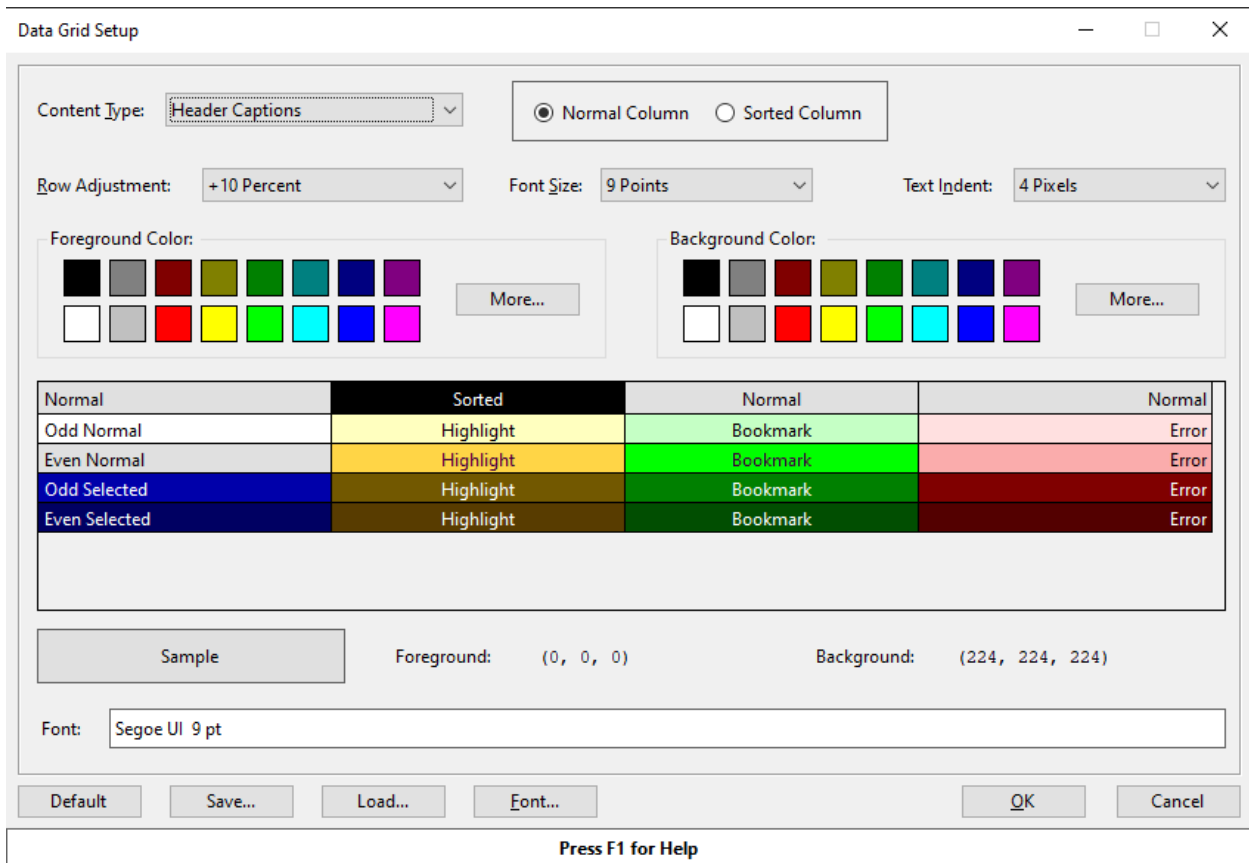 Data Grid Setup
Content Type: Header Captions Normal Column Sorted Column
Row Adjustment: +10 Percent Font Size: 9 Points Text Indent: 4 Pixels
Foreground Color: Background Color:
More... More...
Normal Sorted Normal Normal
Odd Normal Highlight Bookmark Error
Even Normal Highlight Bookmark Error
Odd Selected Highlight Bookmark Error
Even Selected Highlight Bookmark Error
Sample Foreground: (0, 0, 0) Background: (224, 224, 224)
Font: Segoe UI 9 pt
Default Save... Load... Font... OK Cancel
Press F1 for Help